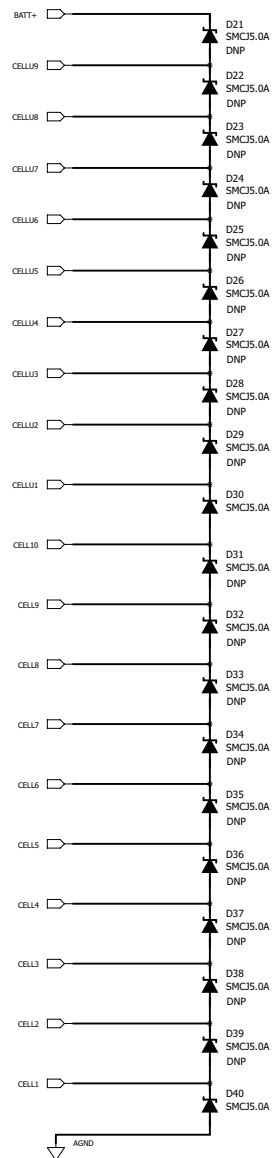 BATT+
D21
SMCJ5.0A
DNP
CELLU9
D22
SMCJ5.0A
DNP
CELLU8
D23
SMCJ5.0A
DNP
CELLU7
D24
SMCJ5.0A
DNP
CELLU6
D25
SMCJ5.0A
DNP
CELLU5
D26
SMCJ5.0A
DNP
CELLU4
D27
SMCJ5.0A
DNP
CELLU3
D28
SMCJ5.0A
DNP
CELLU2
D29
SMCJ5.0A
DNP
CELLU1
D30
SMCJ5.0A
CELL10
D31
SMCJ5.0A
DNP
CELL9
D32
SMCJ5.0A
DNP
CELL8
D33
SMCJ5.0A
DNP
CELL7
D34
SMCJ5.0A
DNP
CELL6
D35
SMCJ5.0A
DNP
CELL5
D36
SMCJ5.0A
DNP
CELL4
D37
SMCJ5.0A
DNP
CELL3
D38
SMCJ5.0A
DNP
CELL2
D39
SMCJ5.0A
DNP
CELL1
D40
SMCJ5.0A
AGND